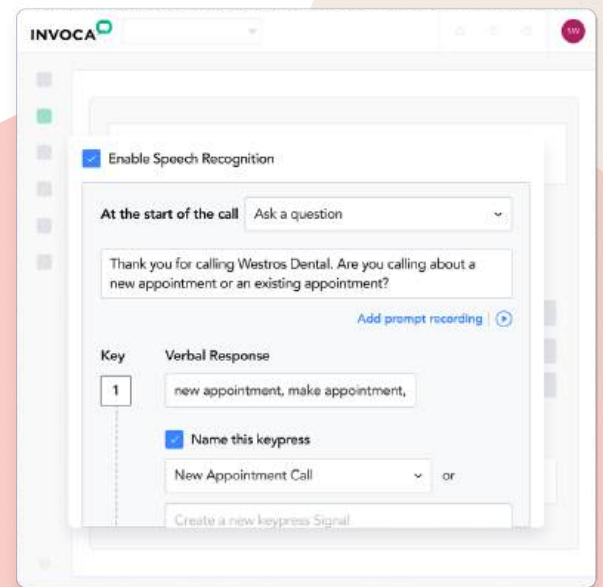 INVOCA
SW
Enable Speech Recognition
At the start of the call Ask a question
Thank you for calling Westros Dental. Are you calling about a
new appointment or an existing appointment?
Add prompt recording
Key Verbal Response
1 new appointment, make appointment,
Name this keypress
New Appointment Call or
Create a new keypress Signal